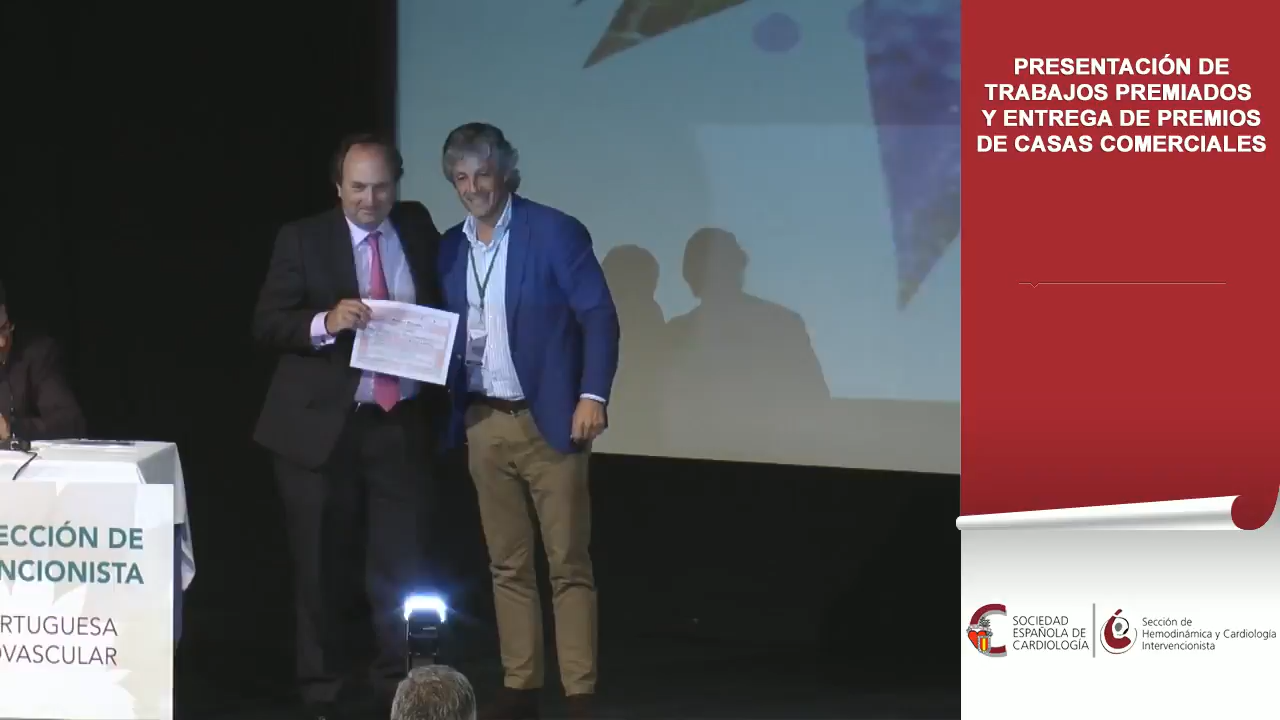 PRESENTACIÓN DE
TRABAJOS PREMIADOS
Y ENTREGA DE PREMIOS
DE CASAS COMERCIALES
ECCIÓN DE
NCIONISTA
RTUGUESA
OVASCULAR
SOCIEDAD
ESPAÑOLA DE
CARDIOLOGÍA
Sección de
Hemodinámica y Cardiología
Intervencionista